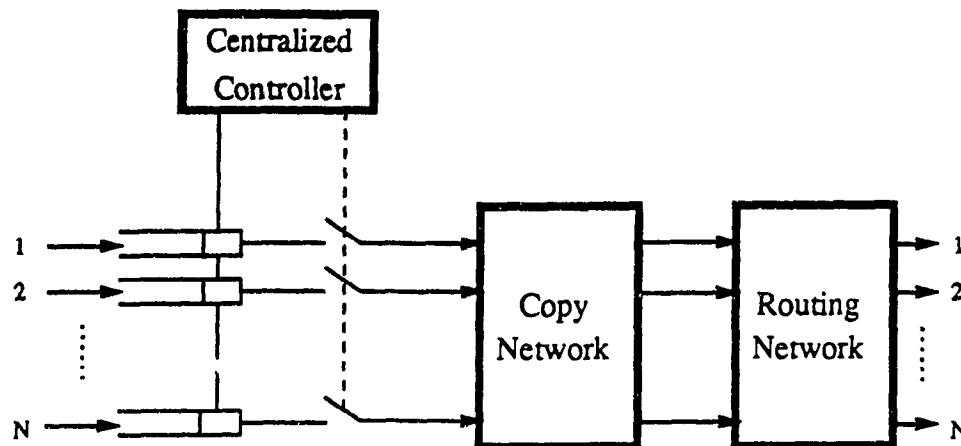 Centralized
Controller
1
2
N
Copy
Network
Routing
Network
1
2
N